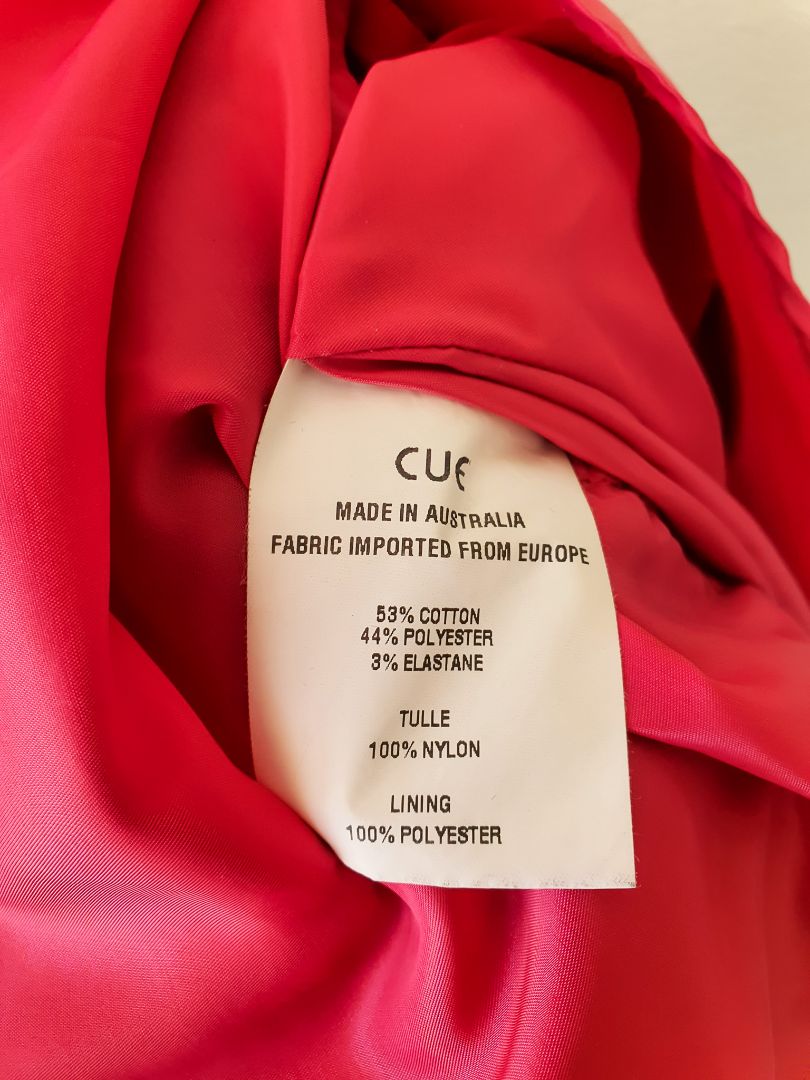 CUE
MADE IN AUSTRALIA
FABRIC IMPORTED FROM EUROPE
53% COTTON
44% POLYESTER
3% ELASTANE
TULLE
100% NYLON
LINING
100% POLYESTER